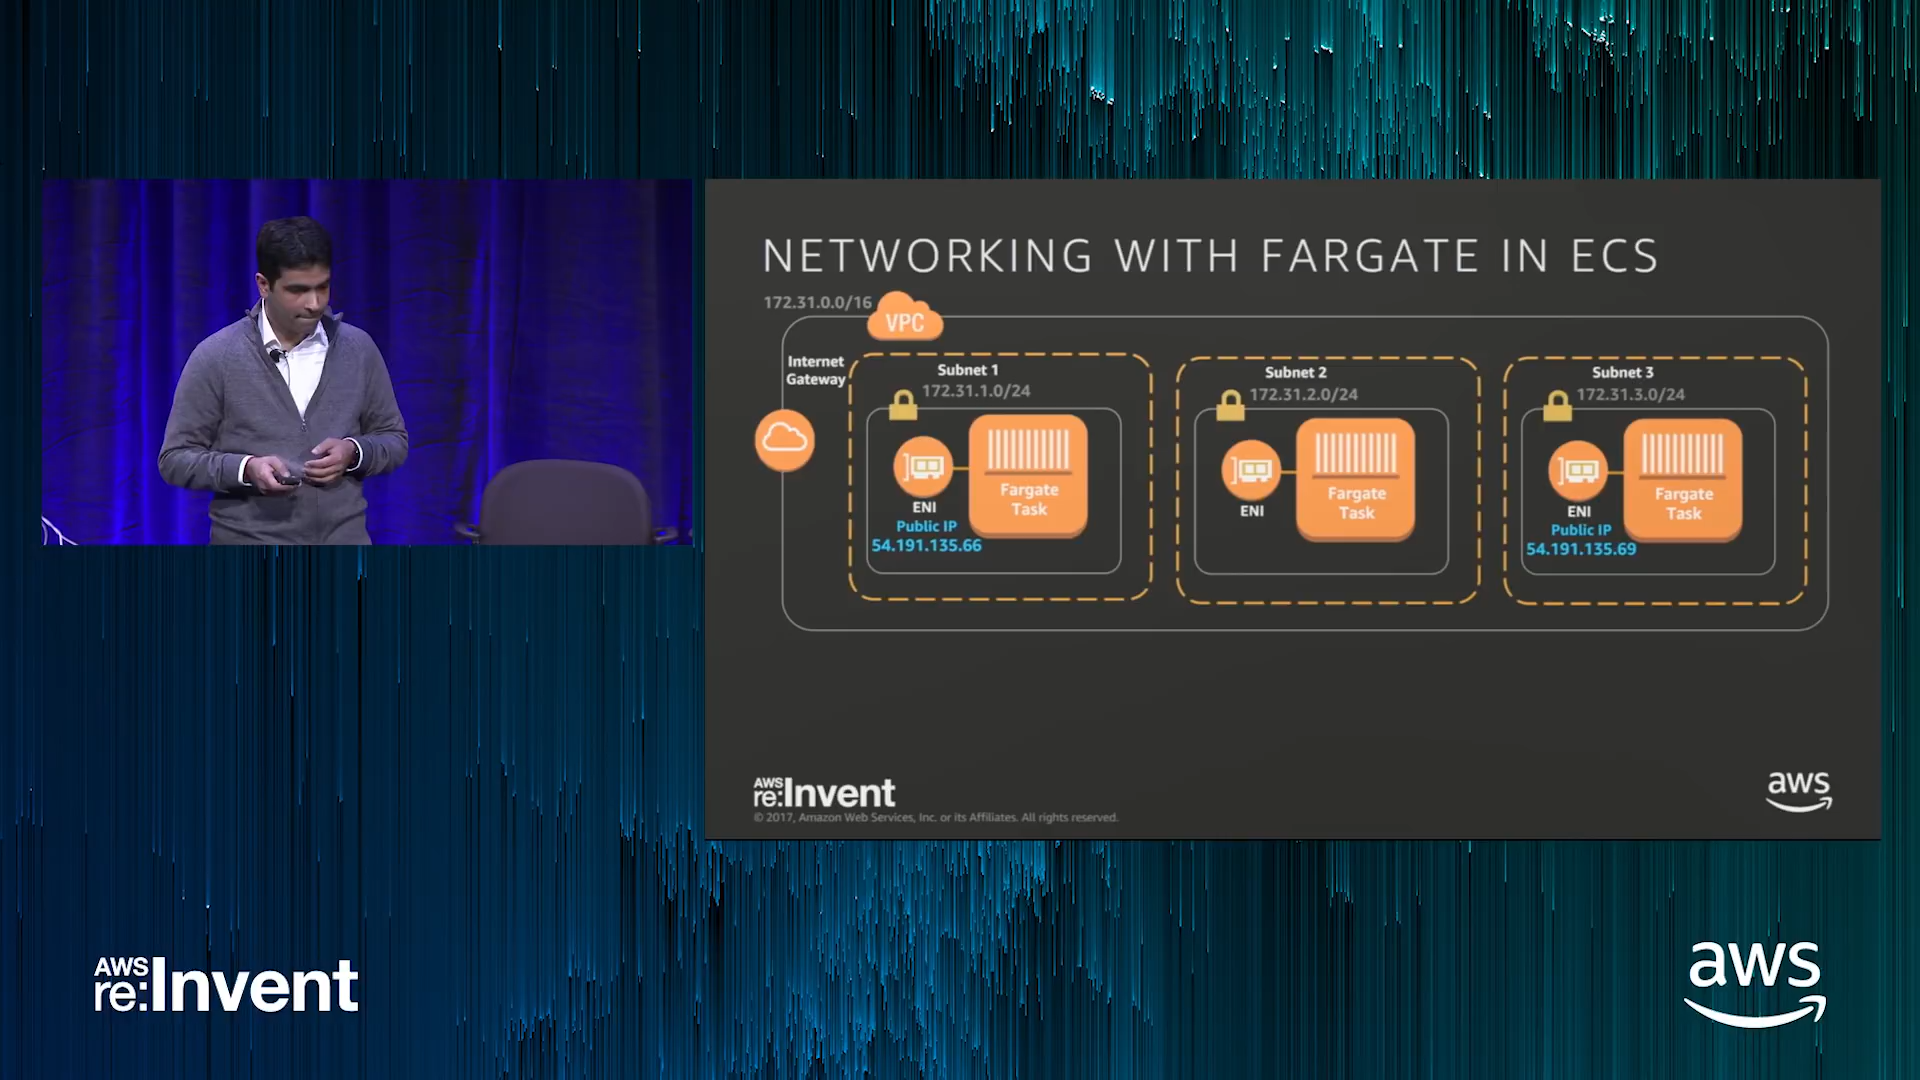 NETWORKING WITH FARGATE IN ECS
172.31.0.0/16
VPC
Internet
Gateway
Subnet 1
172.31.1.0/24
Fargate
Task
ENI
Public IP
54.191.135.66
Subnet 2
172.31.2.0/24
Fargate
Task
ENI
Subnet 3
172.31.3.0/24
Fargate
Task
ENI
Public IP
54.191.135.69
AWS
re:Invent
© 2017, Amazon Web Services, Inc. or its Affiliates. All rights reserved.
aws
AWS
re:Invent
aws